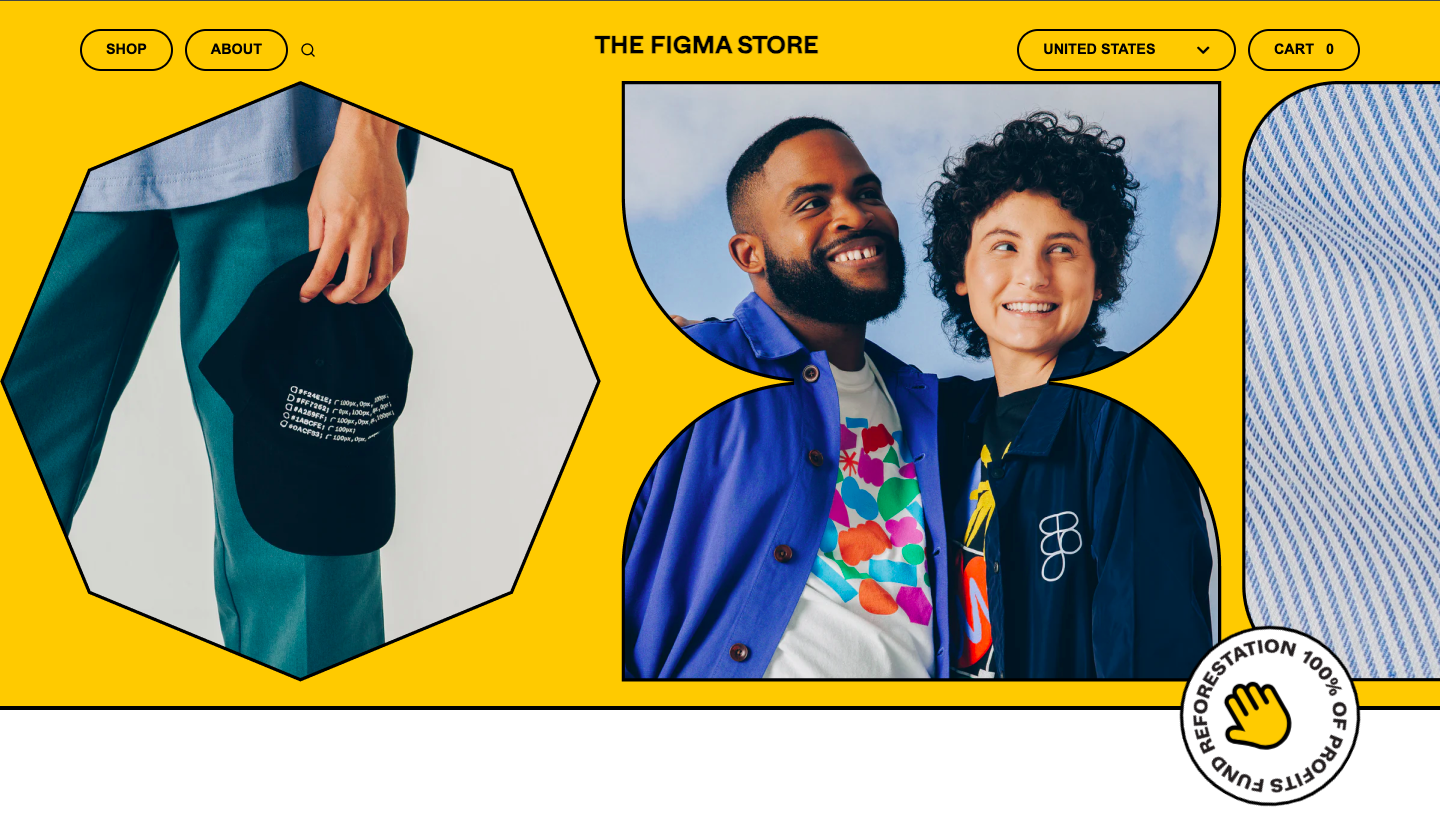 SHOP
ABOUT
THE FIGMA STORE
UNITED STATES
CART 0
#F24E1E; 100px, 0px, 100px,
#FF7262; 0px, 100px, 0px,
#A259FF; 100px, 0px, 100px
#1ABCFE; 100px;
#0ACF83; 100px, 0px,
100% OF PROFITS FUND REFORESTATION